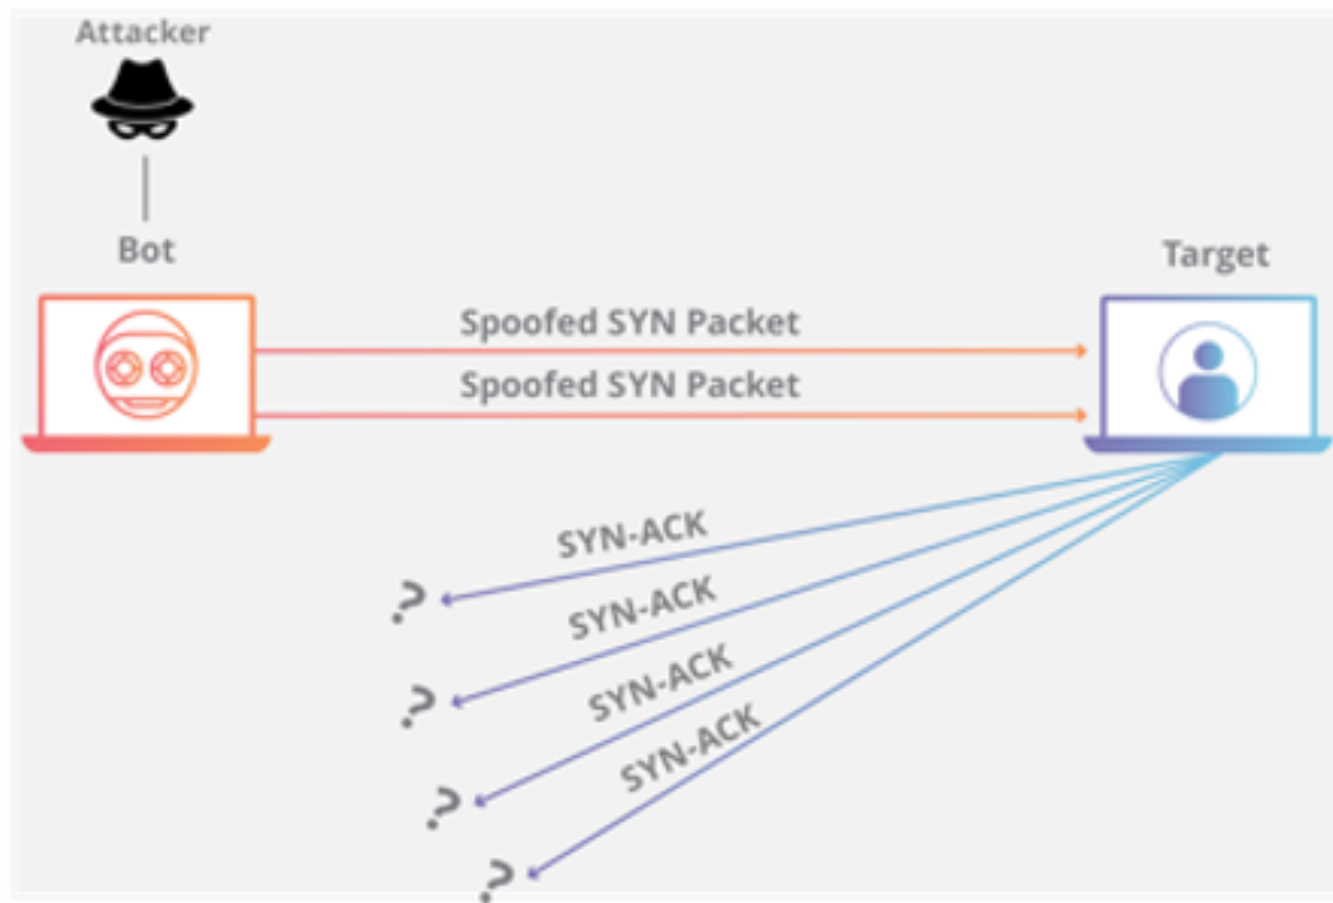 Attacker
Bot
Target
Spoofed SYN Packet
Spoofed SYN Packet
SYN-ACK
?
SYN-ACK
?
SYN-ACK
?
SYN-ACK
?